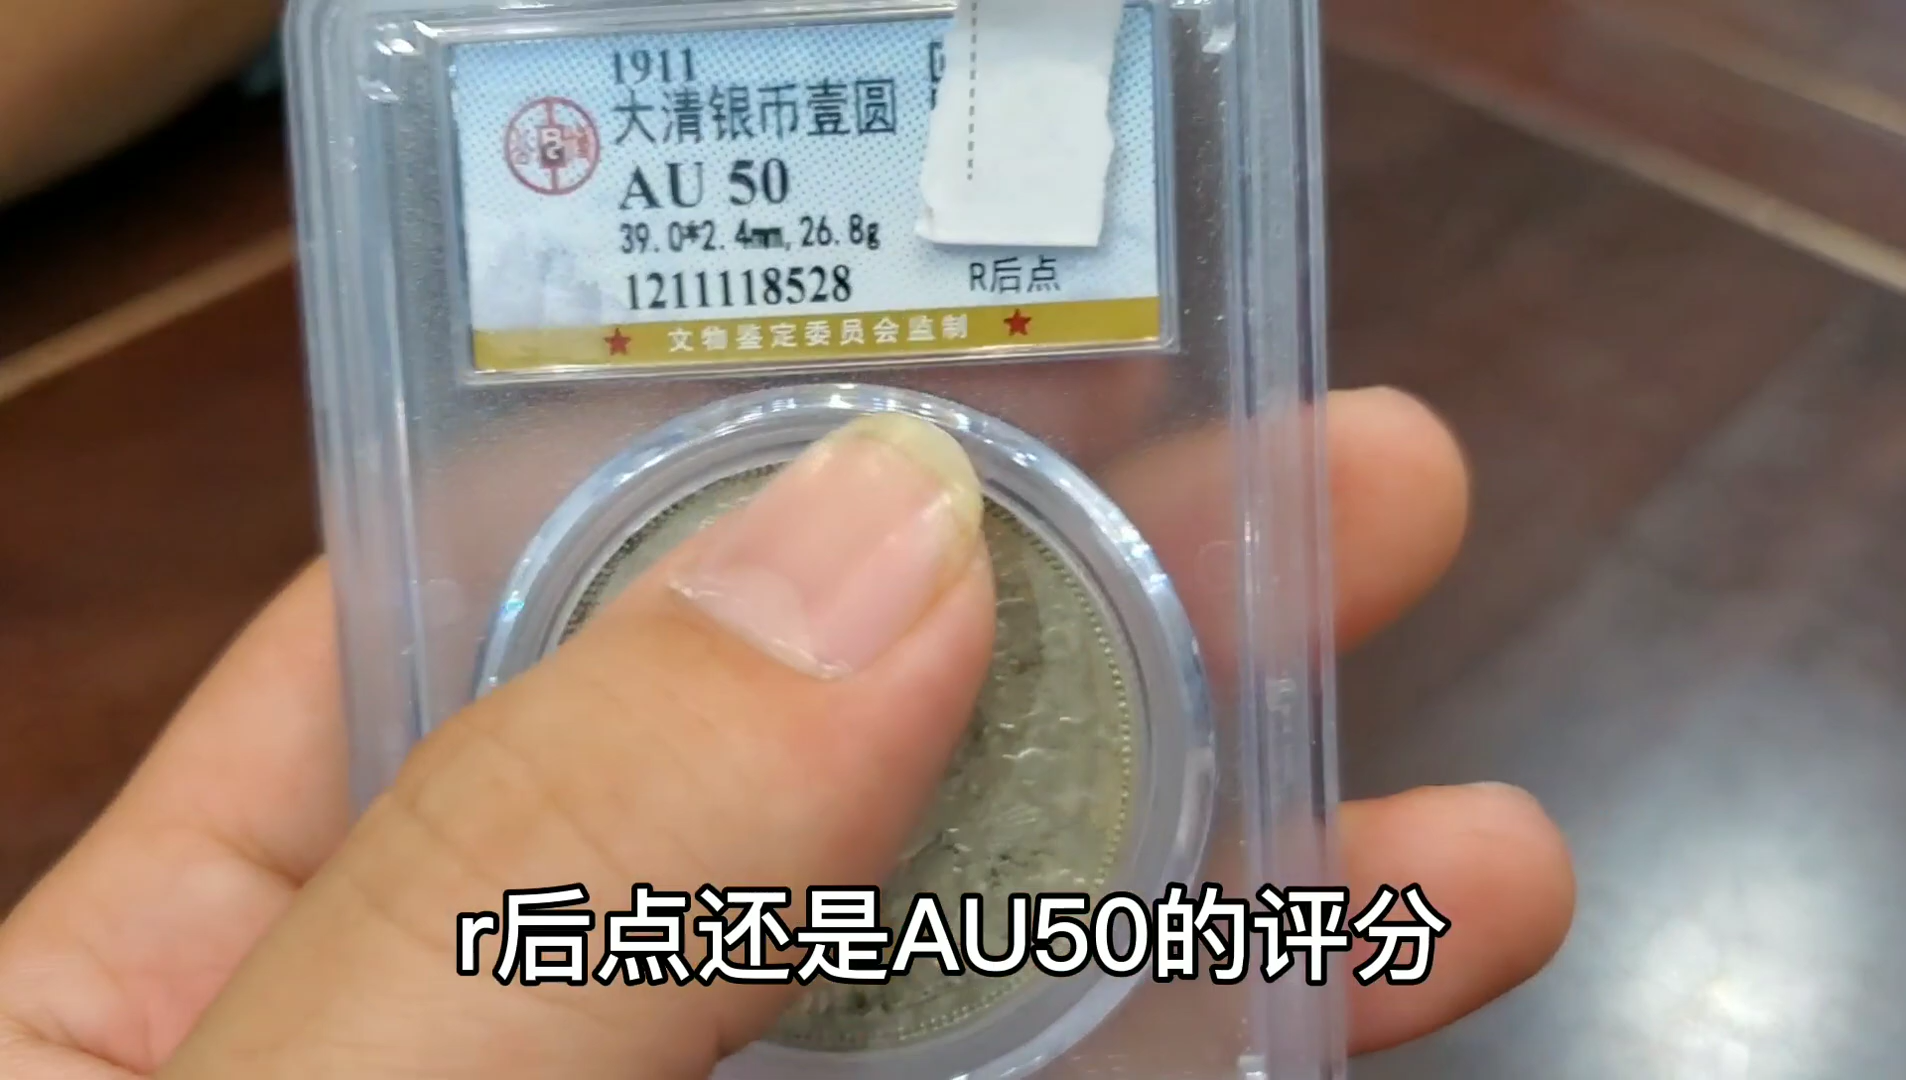 1911
大清银币壹圆
AU 50
39.0*2.4mm,26.8g
1211118528
R后点
文物鉴定委员会监制
r后点还是AU50的评分